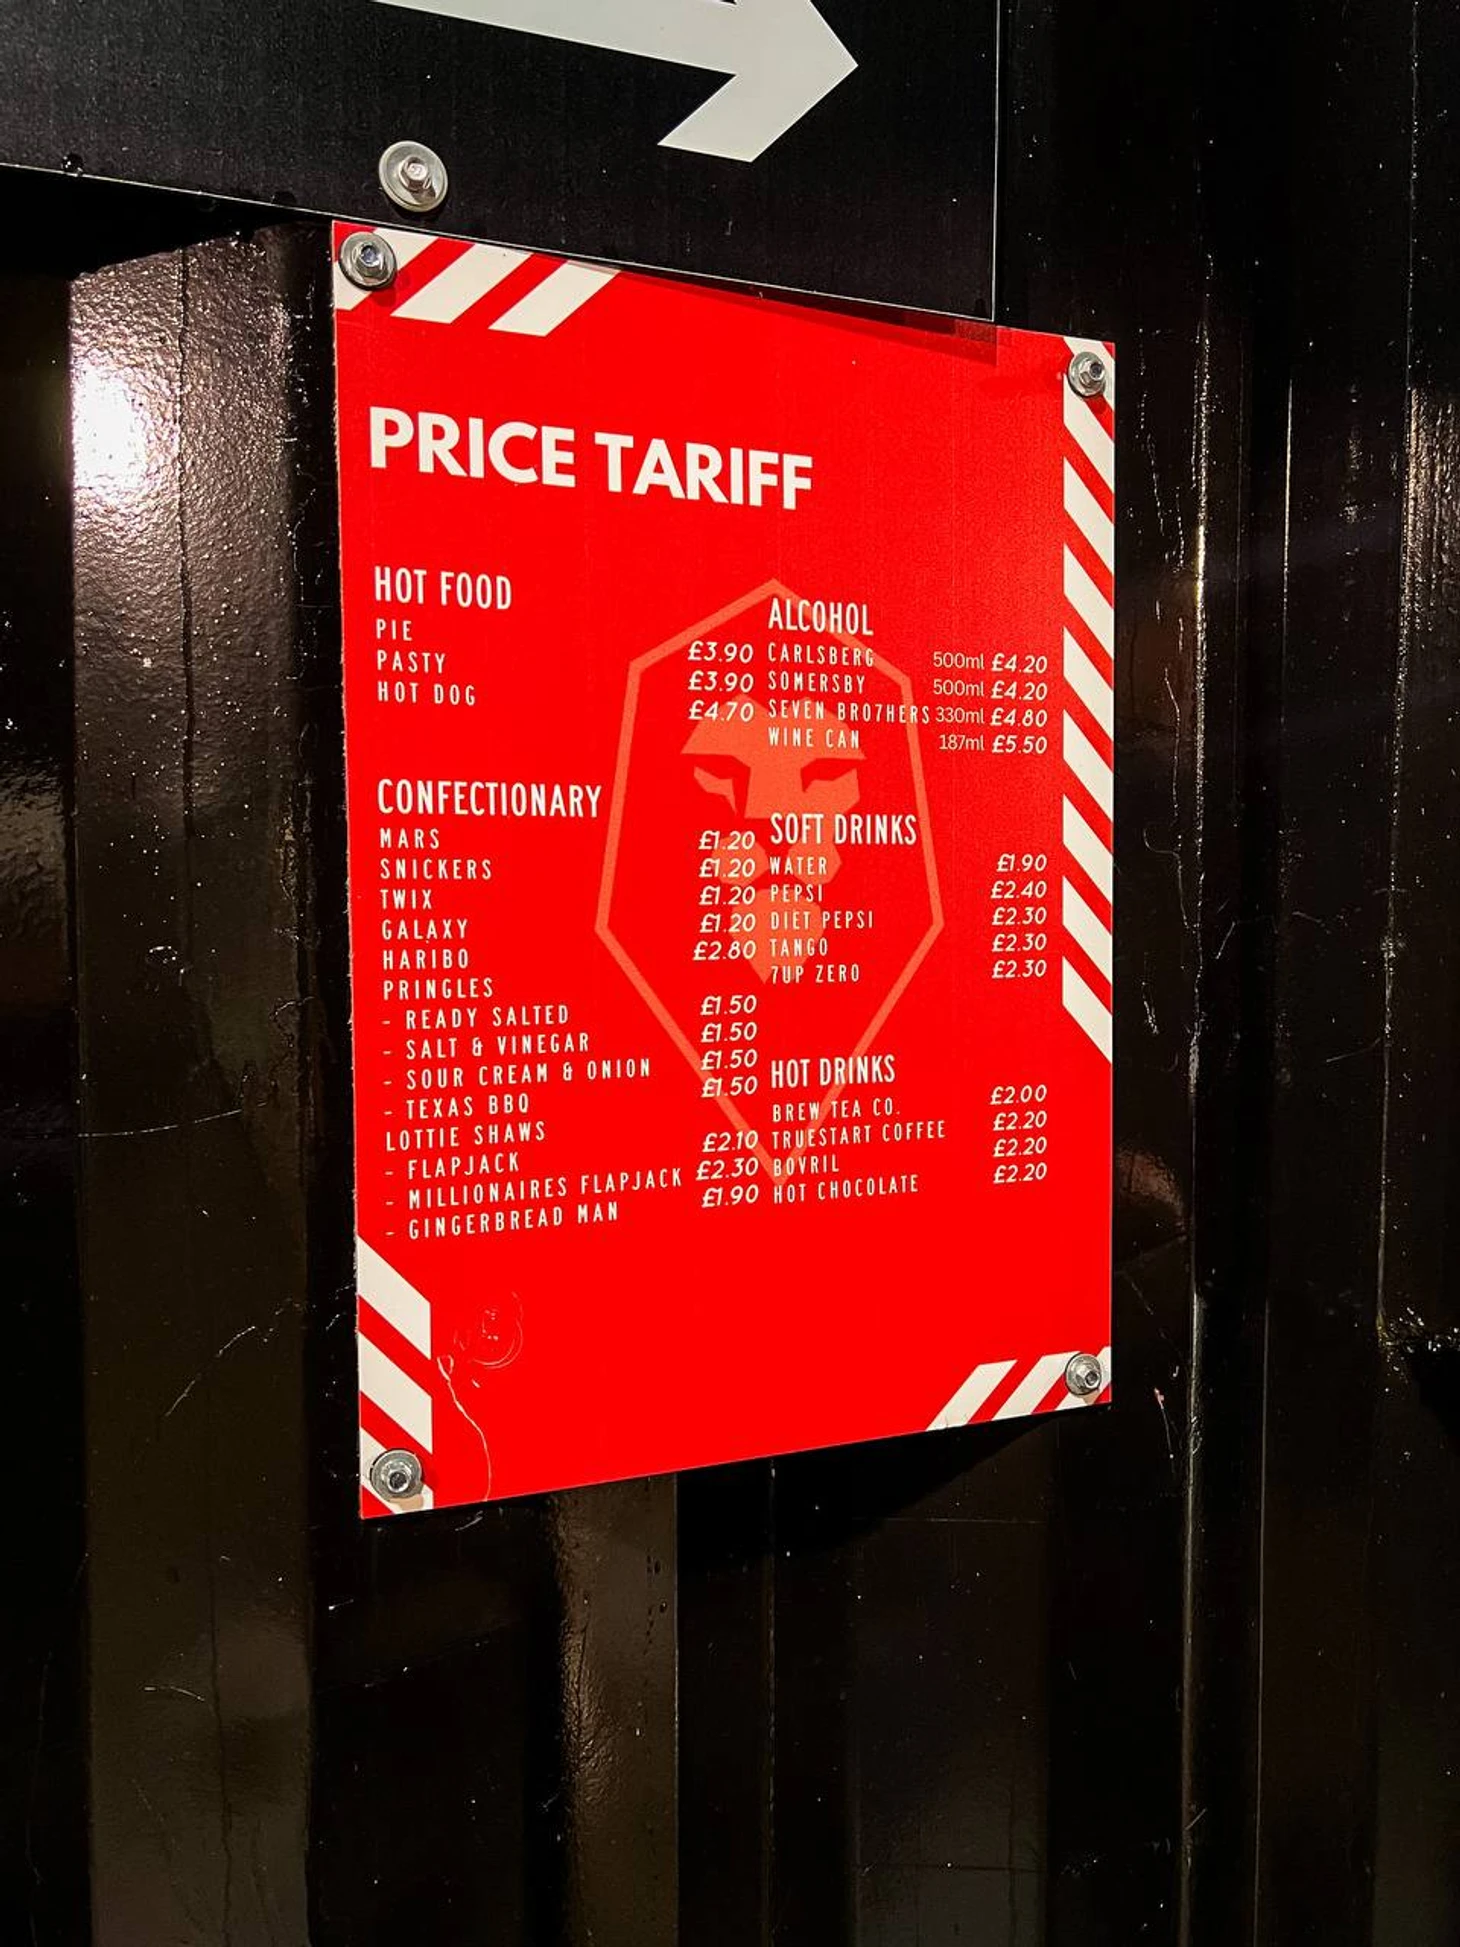 PRICE TARIFF
HOT FOOD
PIE £3.90
PASTY £3.90
HOT DOG £4.70
CONFECTIONARY
MARS £1.20
SNICKERS £1.20
TWIX £1.20
GALAXY £1.20
HARIBO £2.80
PRINGLES
- READY SALTED £1.50
- SALT & VINEGAR £1.50
- SOUR CREAM & ONION £1.50
- TEXAS BBQ £1.50
LOTTIE SHAWS
- FLAPJACK £2.10
- MILLIONAIRES FLAPJACK £2.30
- GINGERBREAD MAN £1.90
ALCOHOL
CARLSBERG 500ml £4.20
SOMERSBY 500ml £4.20
SEVEN BRO7HERS 330ml £4.80
WINE CAN 187ml £5.50
SOFT DRINKS
WATER £1.90
PEPSI £2.40
DIET PEPSI £2.30
TANGO £2.30
7UP ZERO £2.30
HOT DRINKS
BREW TEA CO. £2.00
TRUESTART COFFEE £2.20
BOVRIL £2.20
HOT CHOCOLATE £2.20